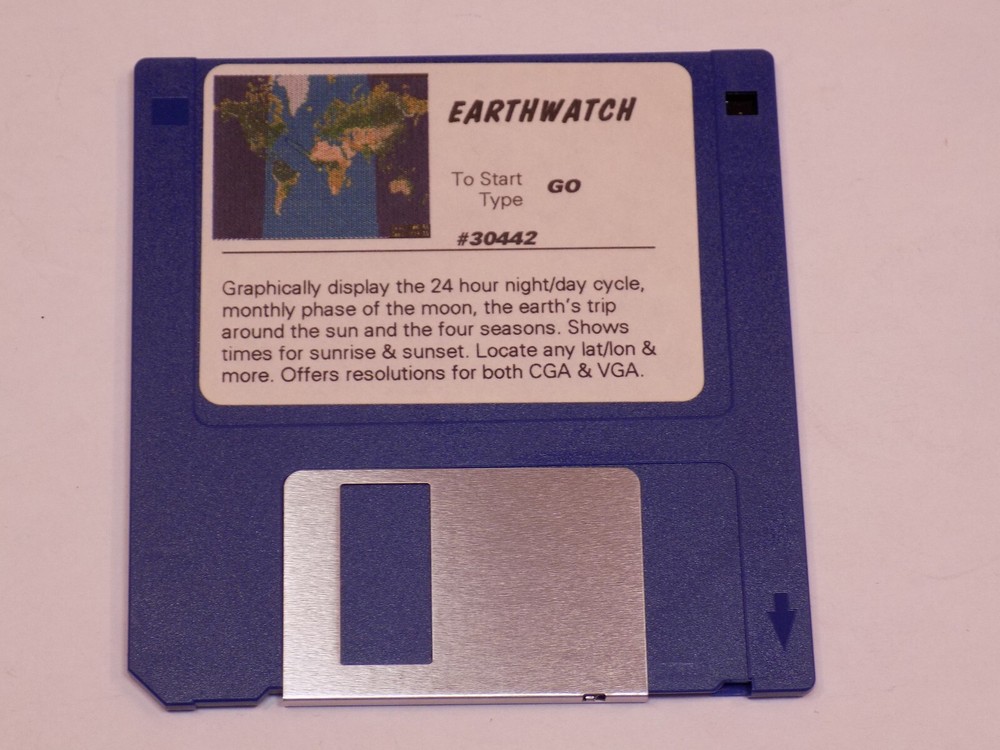 EARTHWATCH
To Start
Type GO
#30442
Graphically display the 24 hour night/day cycle,
monthly phase of the moon, the earth's trip
around the sun and the four seasons. Shows
times for sunrise & sunset. Locate any lat/lon &
more. Offers resolutions for both CGA & VGA.